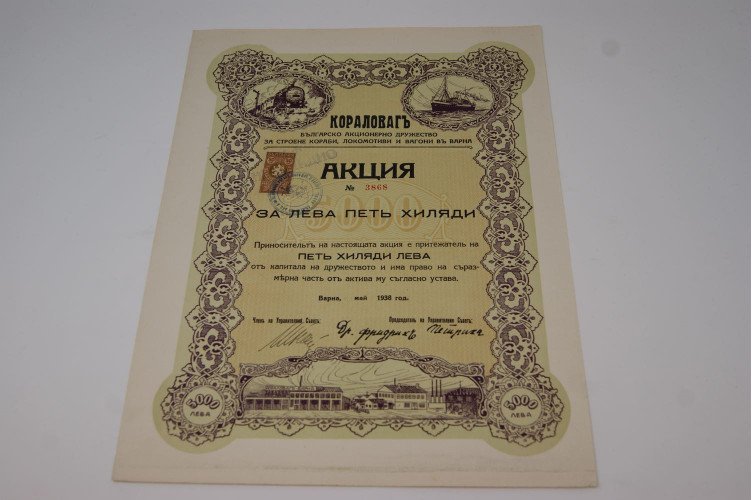 КОРАЛОВАГЪ
БЪЛГАРСКО АКЦИОНЕРНО ДРУЖЕСТВО
ЗА СТРОЕНЕ КОРАБИ, ЛОКОМОТИВИ И ВАГОНИ ВЪ ВАРНА
АКЦИЯ
№ 3868
5000
ЗА ЛЕВА ПЕТЬ ХИЛЯДИ
Приносительтъ на настоящата акция е притежатель на
ПЕТЬ ХИЛЯДИ ЛЕВА
отъ капитала на дружеството и има право на съраз-
мѣрна часть отъ актива му съгласно устава.
Варна, май 1938 год.
Членъ на Управителния Съветъ: Председатель на Управителния Съветъ:
Др. Фридрихъ Петрихъ
5000 ЛЕВА
5000 ЛЕВА